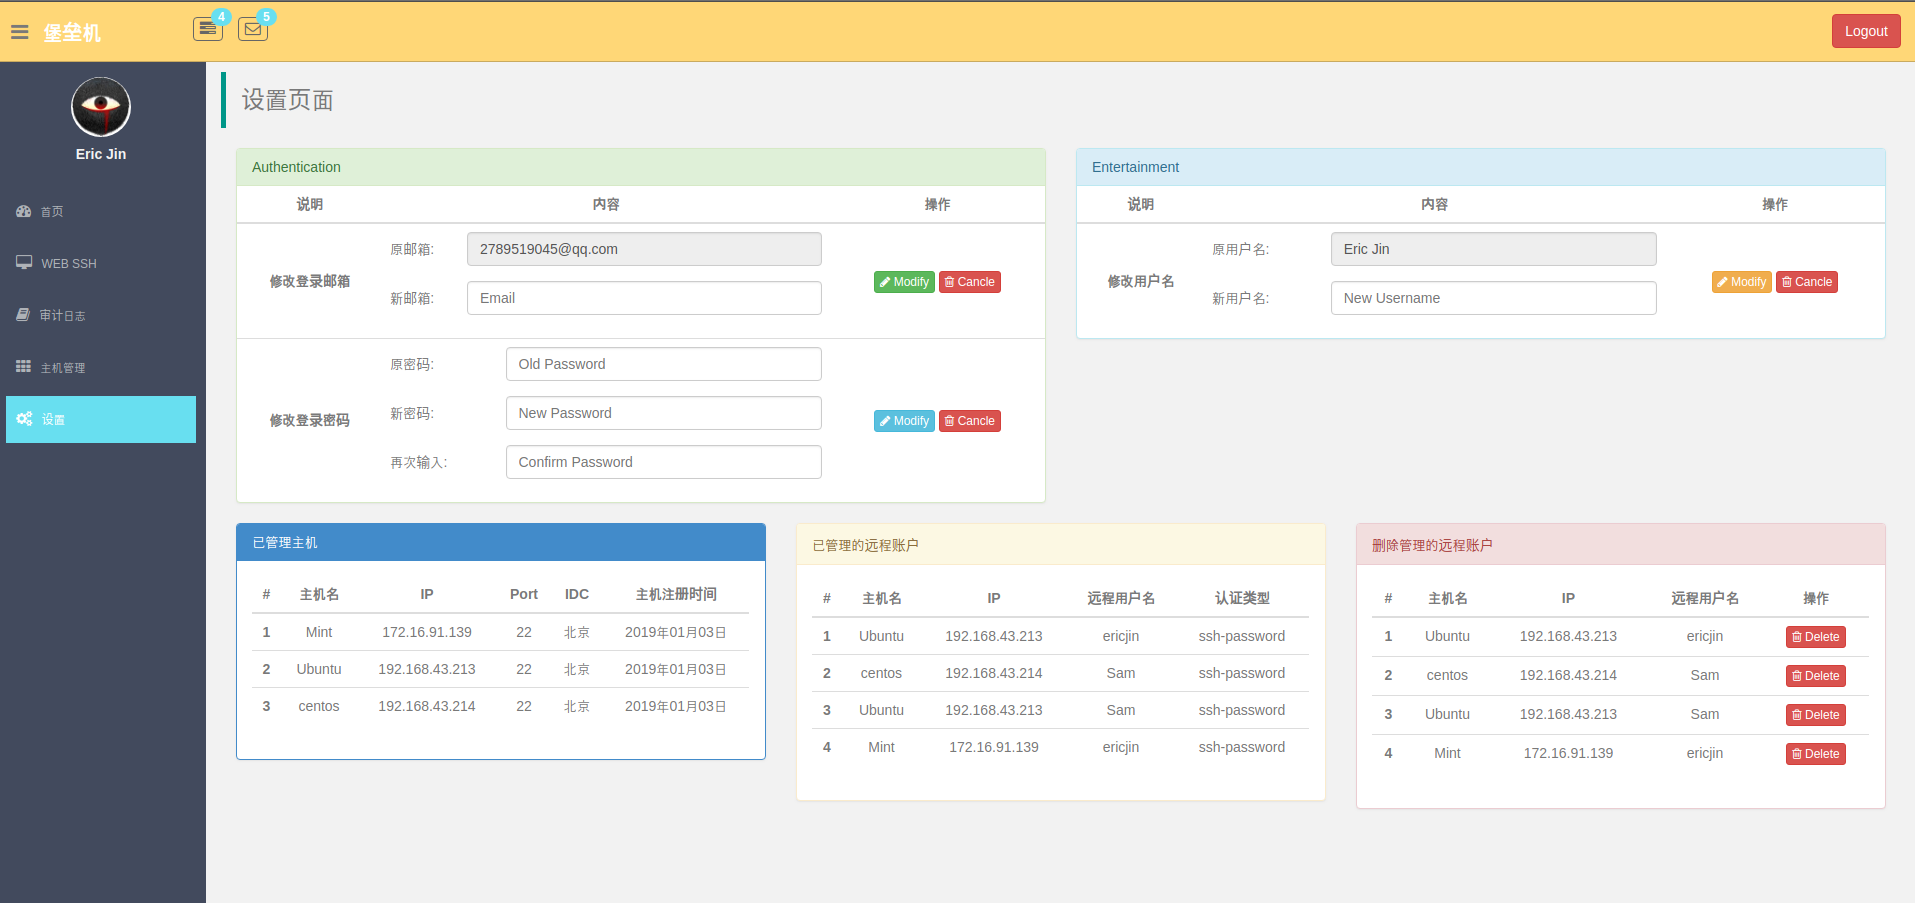 堡垒机 4 5 Logout
Eric Jin
首页
WEB SSH
审计日志
主机管理
设置
设置页面
Authentication
说明 内容 操作
修改登录邮箱
原邮箱: 2789519045@qq.com
新邮箱: Email
Modify Cancle
修改登录密码
原密码: Old Password
新密码: New Password
再次输入: Confirm Password
Modify Cancle
Entertainment
说明 内容 操作
修改用户名
原用户名: Eric Jin
新用户名: New Username
Modify Cancle
已管理主机
# 主机名 IP Port IDC 主机注册时间
1 Mint 172.16.91.139 22 北京 2019年01月03日
2 Ubuntu 192.168.43.213 22 北京 2019年01月03日
3 centos 192.168.43.214 22 北京 2019年01月03日
已管理的远程账户
# 主机名 IP 远程用户名 认证类型
1 Ubuntu 192.168.43.213 ericjin ssh-password
2 centos 192.168.43.214 Sam ssh-password
3 Ubuntu 192.168.43.213 Sam ssh-password
4 Mint 172.16.91.139 ericjin ssh-password
删除管理的远程账户
# 主机名 IP 远程用户名 操作
1 Ubuntu 192.168.43.213 ericjin Delete
2 centos 192.168.43.214 Sam Delete
3 Ubuntu 192.168.43.213 Sam Delete
4 Mint 172.16.91.139 ericjin Delete